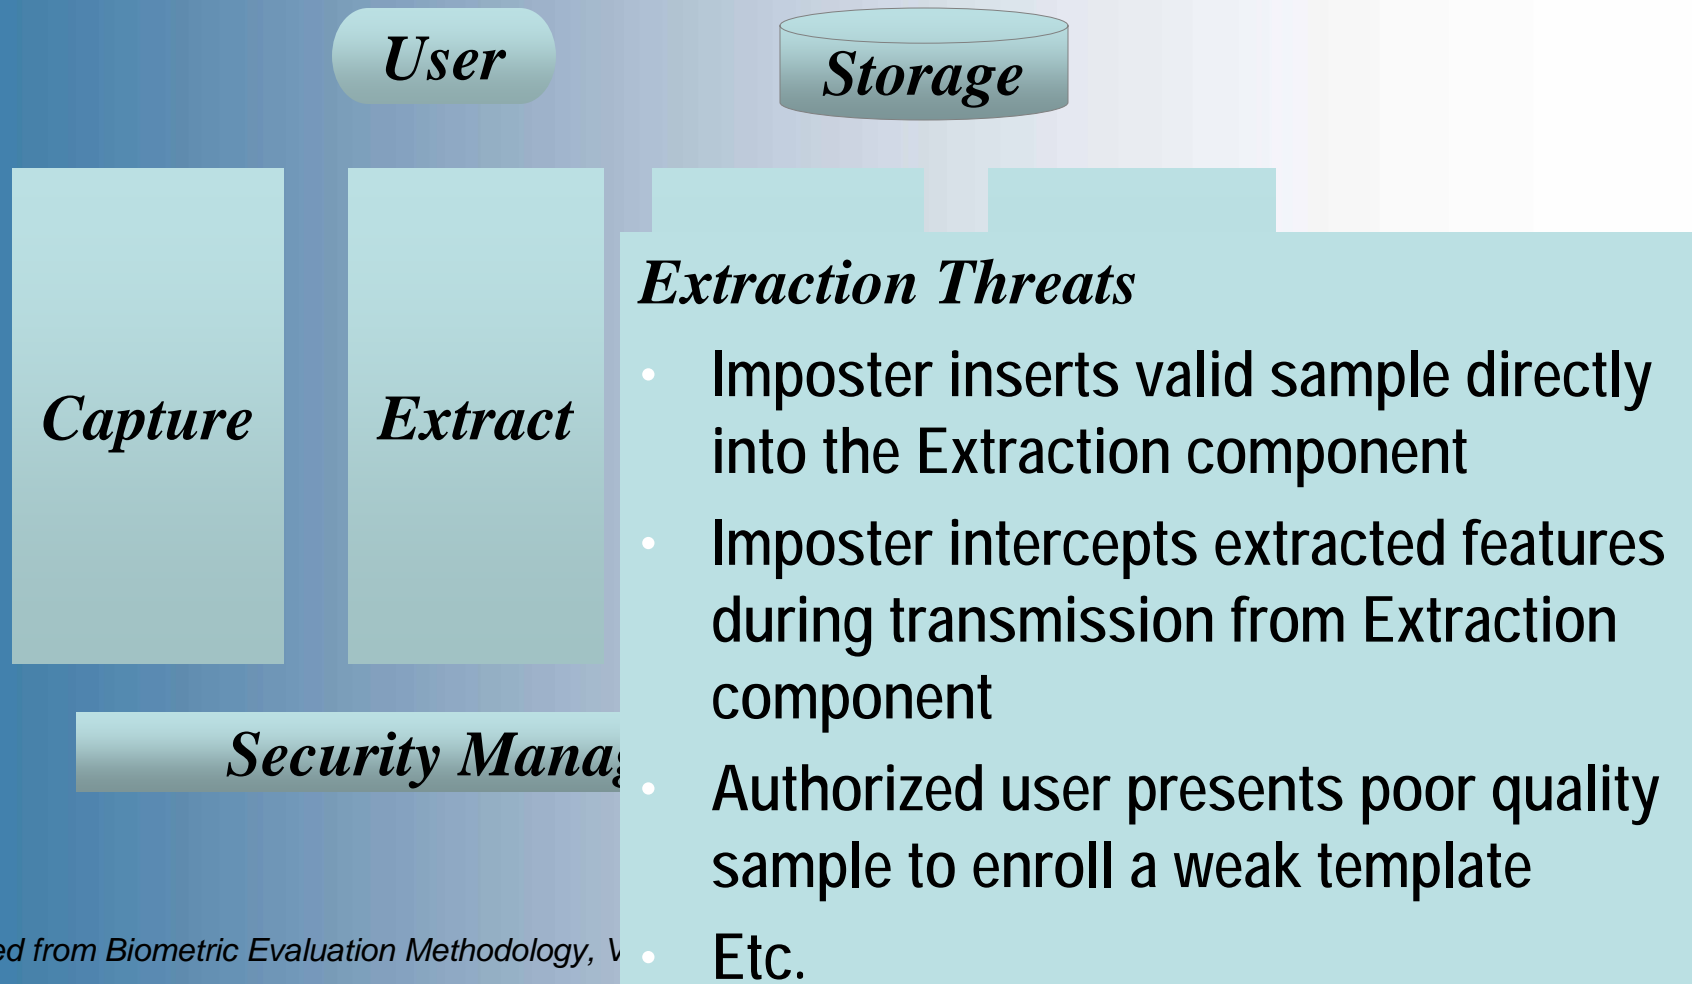 User
Storage
Capture
Extract
Extraction Threats
• Imposter inserts valid sample directly
into the Extraction component
• Imposter intercepts extracted features
during transmission from Extraction
component
• Authorized user presents poor quality
sample to enroll a weak template
• Etc.
Security
from Biometric Evaluation Methodology,